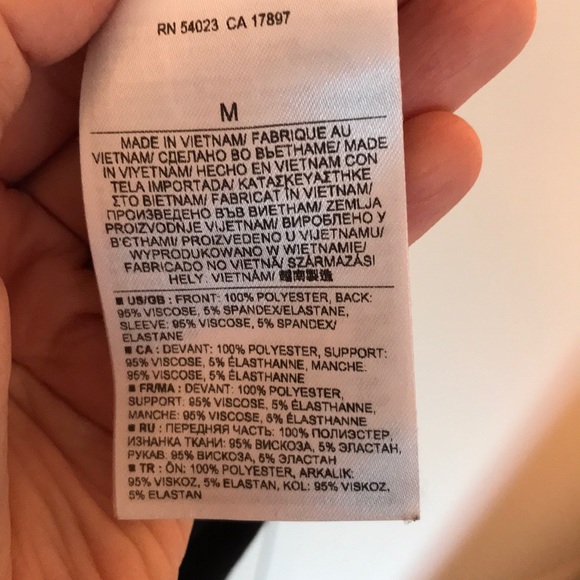 RN 54023 CA 17897
M
MADE IN VIETNAM/ FABRIQUE AU
VIETNAM/ СДЕЛАНО ВО ВЬЕТНАМЕ/ MADE
IN VIYETNAM/ HECHO EN VIETNAM CON
TELA IMPORTADA/ ΚΑΤΑΣΚΕΥΑΣΤΗΚΕ
ΣΤΟ ΒΙΕΤΝΑΜ/ FABRICAT ÎN VIETNAM/
ПРОИЗВЕДЕНО ВЪВ ВИЕТНАМ/ ZEMLJA
PROIZVODNJE VIJETNAM/ ВИРОБЛЕНО У
В'ЄТНАМІ/ PROIZVEDENO U VIJETNAMU/
WYPRODUKOWANO W WIETNAMIE/
FABRICADO NO VIETNÃ/ SZÁRMAZÁSI
HELY: VIETNÁM/ 越南製造
■ US/GB : FRONT: 100% POLYESTER, BACK:
95% VISCOSE, 5% SPANDEX/ELASTANE,
SLEEVE: 95% VISCOSE, 5% SPANDEX/
ELASTANE
■ CA : DEVANT: 100% POLYESTER, SUPPORT:
95% VISCOSE, 5% ÉLASTHANNE, MANCHE:
95% VISCOSE, 5% ÉLASTHANNE
■ FR/MA : DEVANT: 100% POLYESTER,
SUPPORT: 95% VISCOSE, 5% ÉLASTHANNE,
MANCHE: 95% VISCOSE, 5% ÉLASTHANNE
■ RU : ПЕРЕДНЯЯ ЧАСТЬ: 100% ПОЛИЭСТЕР,
ИЗНАНКА ТКАНИ: 95% ВИСКОЗА, 5% ЭЛАСТАН,
РУКАВ: 95% ВИСКОЗА, 5% ЭЛАСТАН
■ TR : ÖN: 100% POLYESTER, ARKALIK:
95% VISKOZ, 5% ELASTAN, KOL: 95% VISKOZ,
5% ELASTAN